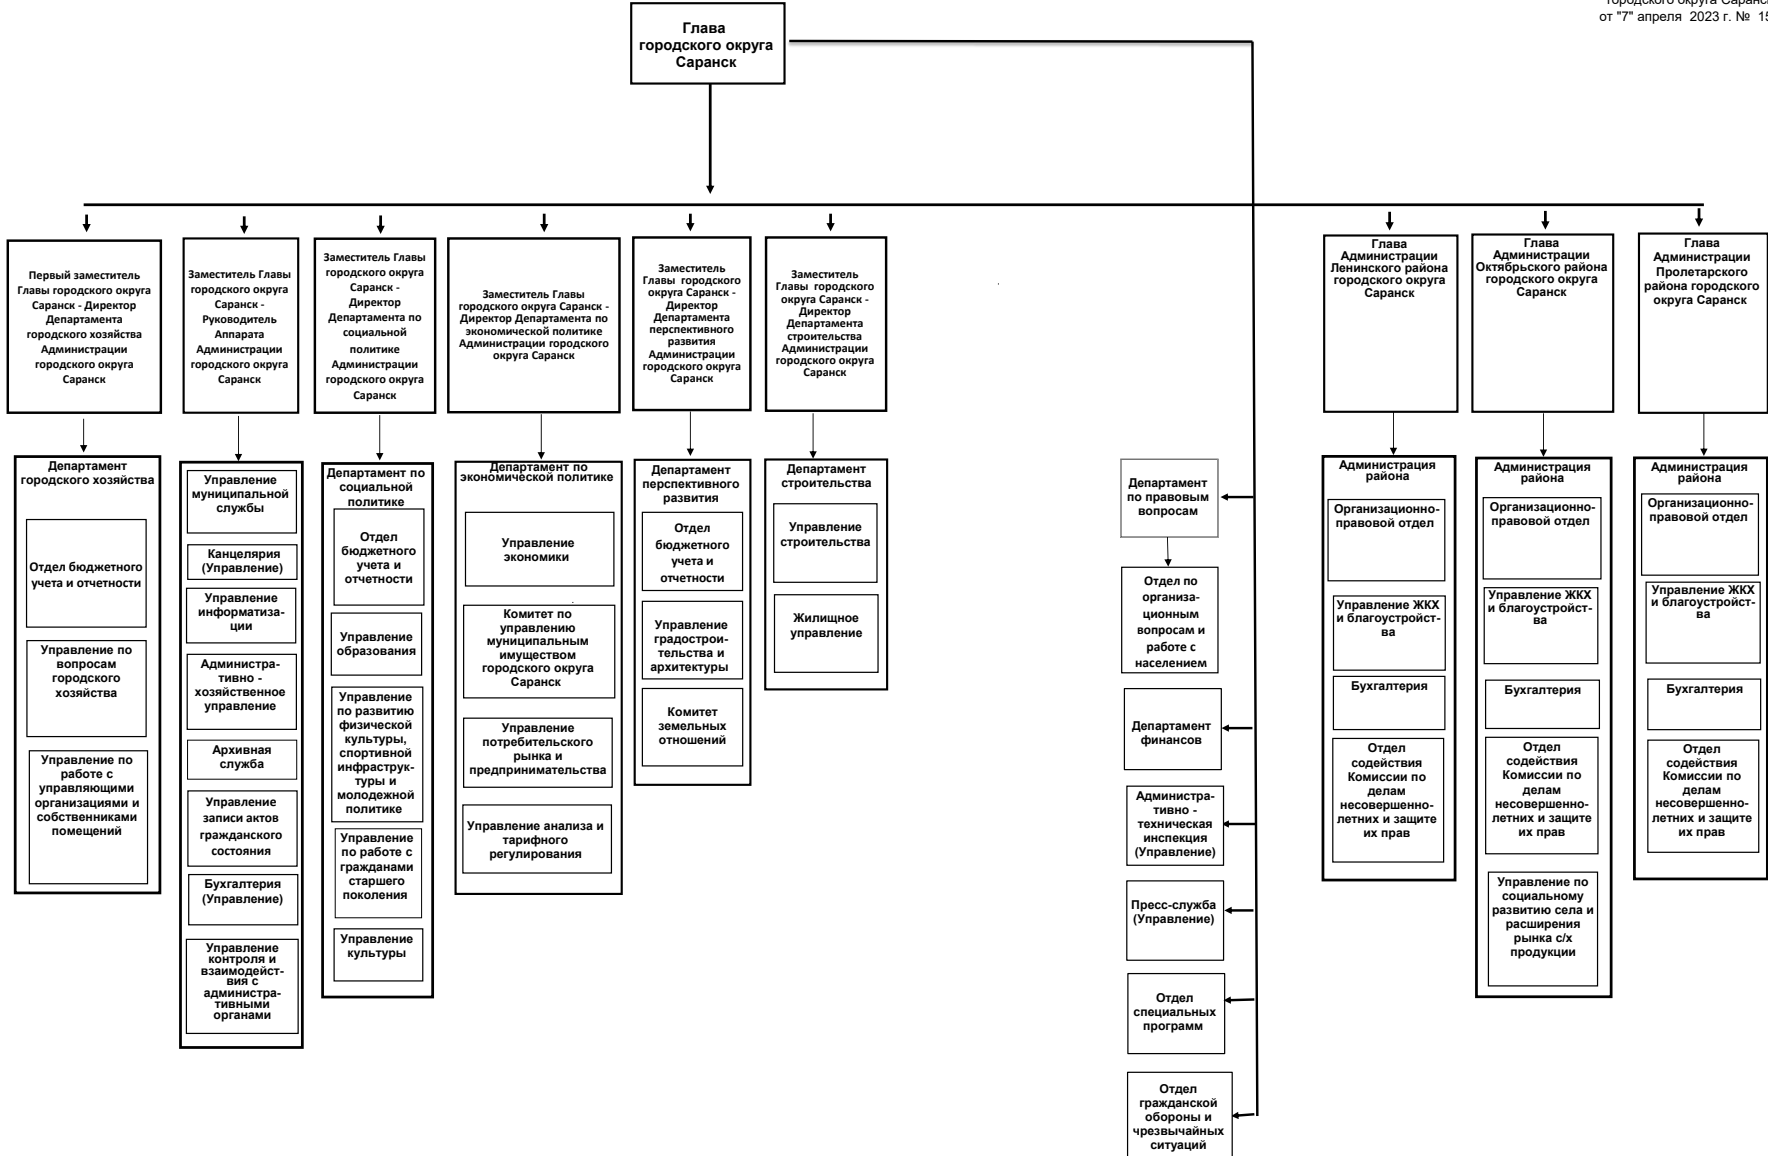 городского округа Саранск
от "7" апреля 2023 г. № 15
Глава
городского округа
Саранск
Первый заместитель
Главы городского округа
Саранск - Директор
Департамента
городского хозяйства
Администрации
городского округа
Саранск
Заместитель Главы
городского округа
Саранск -
Руководитель
Аппарата
Администрации
городского округа
Саранск
Заместитель Главы
городского округа
Саранск -
Директор
Департамента по
социальной
политике
Администрации
городского округа
Саранск
Заместитель Главы
городского округа Саранск -
Директор Департамента по
экономической политике
Администрации городского
округа Саранск
Заместитель
Главы городского
округа Саранск -
Директор
Департамента
перспективного
развития
Администрации
городского округа
Саранск
Заместитель
Главы городского
округа Саранск -
Директор
Департамента
строительства
Администрации
городского округа
Саранск
Глава
Администрации
Ленинского района
городского округа
Саранск
Глава
Администрации
Октябрьского района
городского округа
Саранск
Глава
Администрации
Пролетарского
района городского
округа Саранск
Департамент
городского хозяйства
Отдел бюджетного
учета и отчетности
Управление по
вопросам
городского
хозяйства
Управление по
работе с
управляющими
организациями и
собственниками
помещений
Управление
муниципальной
службы
Канцелярия
(Управление)
Управление
информатиза-
ции
Администра-
тивно -
хозяйственное
управление
Архивная
служба
Управление
записи актов
гражданского
состояния
Бухгалтерия
(Управление)
Управление
контроля и
взаимодейст-
вия с
администра-
тивными
органами
Департамент по
социальной
политике
Отдел
бюджетного
учета и
отчетности
Управление
образования
Управление
по развитию
физической
культуры,
спортивной
инфраструк-
туры и
молодежной
политике
Управление
по работе с
гражданами
старшего
поколения
Управление
культуры
Департамент по
экономической политике
Управление
экономики
Комитет по
управлению
муниципальным
имуществом
городского округа
Саранск
Управление
потребительского
рынка и
предпринимательства
Управление анализа и
тарифного
регулирования
Департамент
перспективного
развития
Отдел
бюджетного
учета и
отчетности
Управление
градострои-
тельства и
архитектуры
Комитет
земельных
отношений
Департамент
строительства
Управление
строительства
Жилищное
управление
Департамент
по правовым
вопросам
Отдел по
организа-
ционным
вопросам и
работе с
населением
Департамент
финансов
Администра-
тивно -
техническая
инспекция
(Управление)
Пресс-служба
(Управление)
Отдел
специальных
программ
Отдел
гражданской
обороны и
чрезвычайных
ситуаций
Администрация
района
Организационно-
правовой отдел
Управление ЖКХ
и благоустройст-
ва
Бухгалтерия
Отдел
содействия
Комиссии по
делам
несовершенно-
летних и защите
их прав
Администрация
района
Организационно-
правовой отдел
Управление ЖКХ
и благоустройст-
ва
Бухгалтерия
Отдел
содействия
Комиссии по
делам
несовершенно-
летних и защите
их прав
Управление по
социальному
развитию села и
расширения
рынка с/х
продукции
Администрация
района
Организационно-
правовой отдел
Управление ЖКХ
и благоустройст-
ва
Бухгалтерия
Отдел
содействия
Комиссии по
делам
несовершенно-
летних и защите
их прав